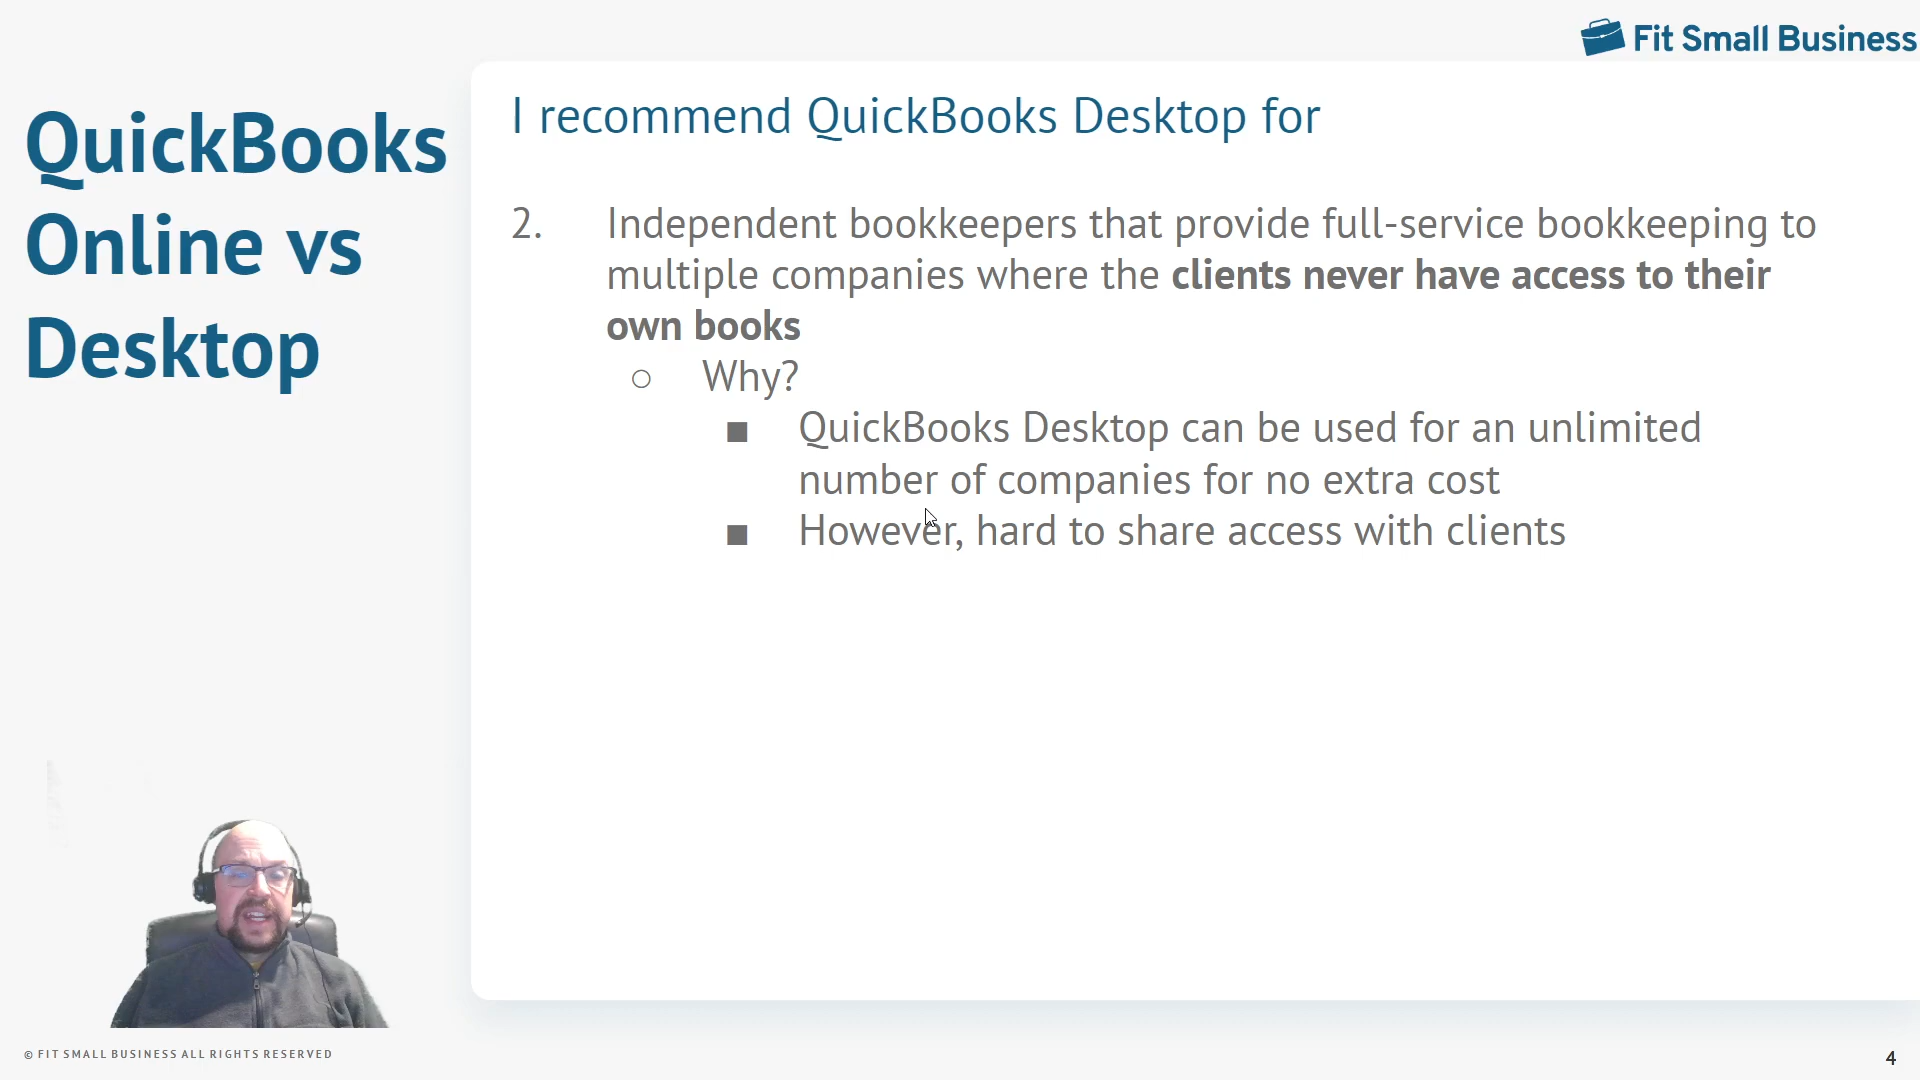 Fit Small Business
QuickBooks
Online vs
Desktop
I recommend QuickBooks Desktop for
2. Independent bookkeepers that provide full-service bookkeeping to
multiple companies where the clients never have access to their
own books
○ Why?
■ QuickBooks Desktop can be used for an unlimited
number of companies for no extra cost
■ However, hard to share access with clients
© FIT SMALL BUSINESS ALL RIGHTS RESERVED
4